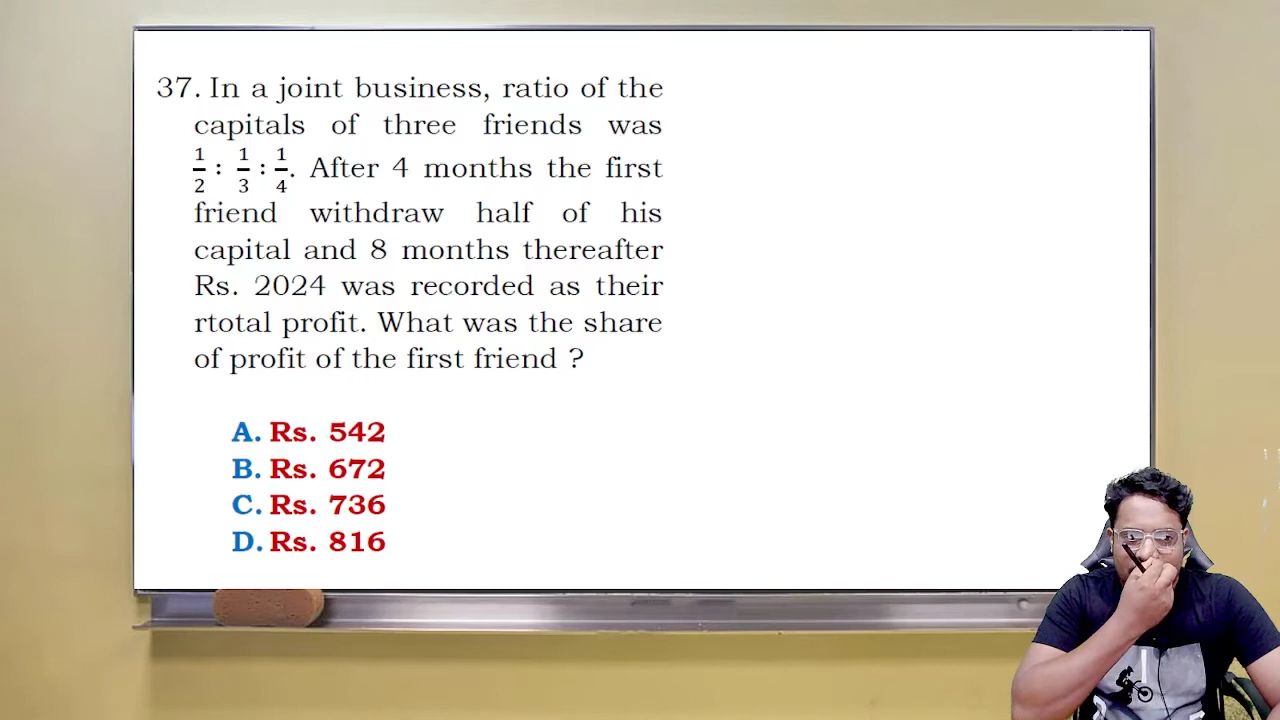 37. In a joint business, ratio of the
capitals of three friends was
1/2 : 1/3 : 1/4. After 4 months the first
friend withdraw half of his
capital and 8 months thereafter
Rs. 2024 was recorded as their
rtotal profit. What was the share
of profit of the first friend ?
A. Rs. 542
B. Rs. 672
C. Rs. 736
D. Rs. 816